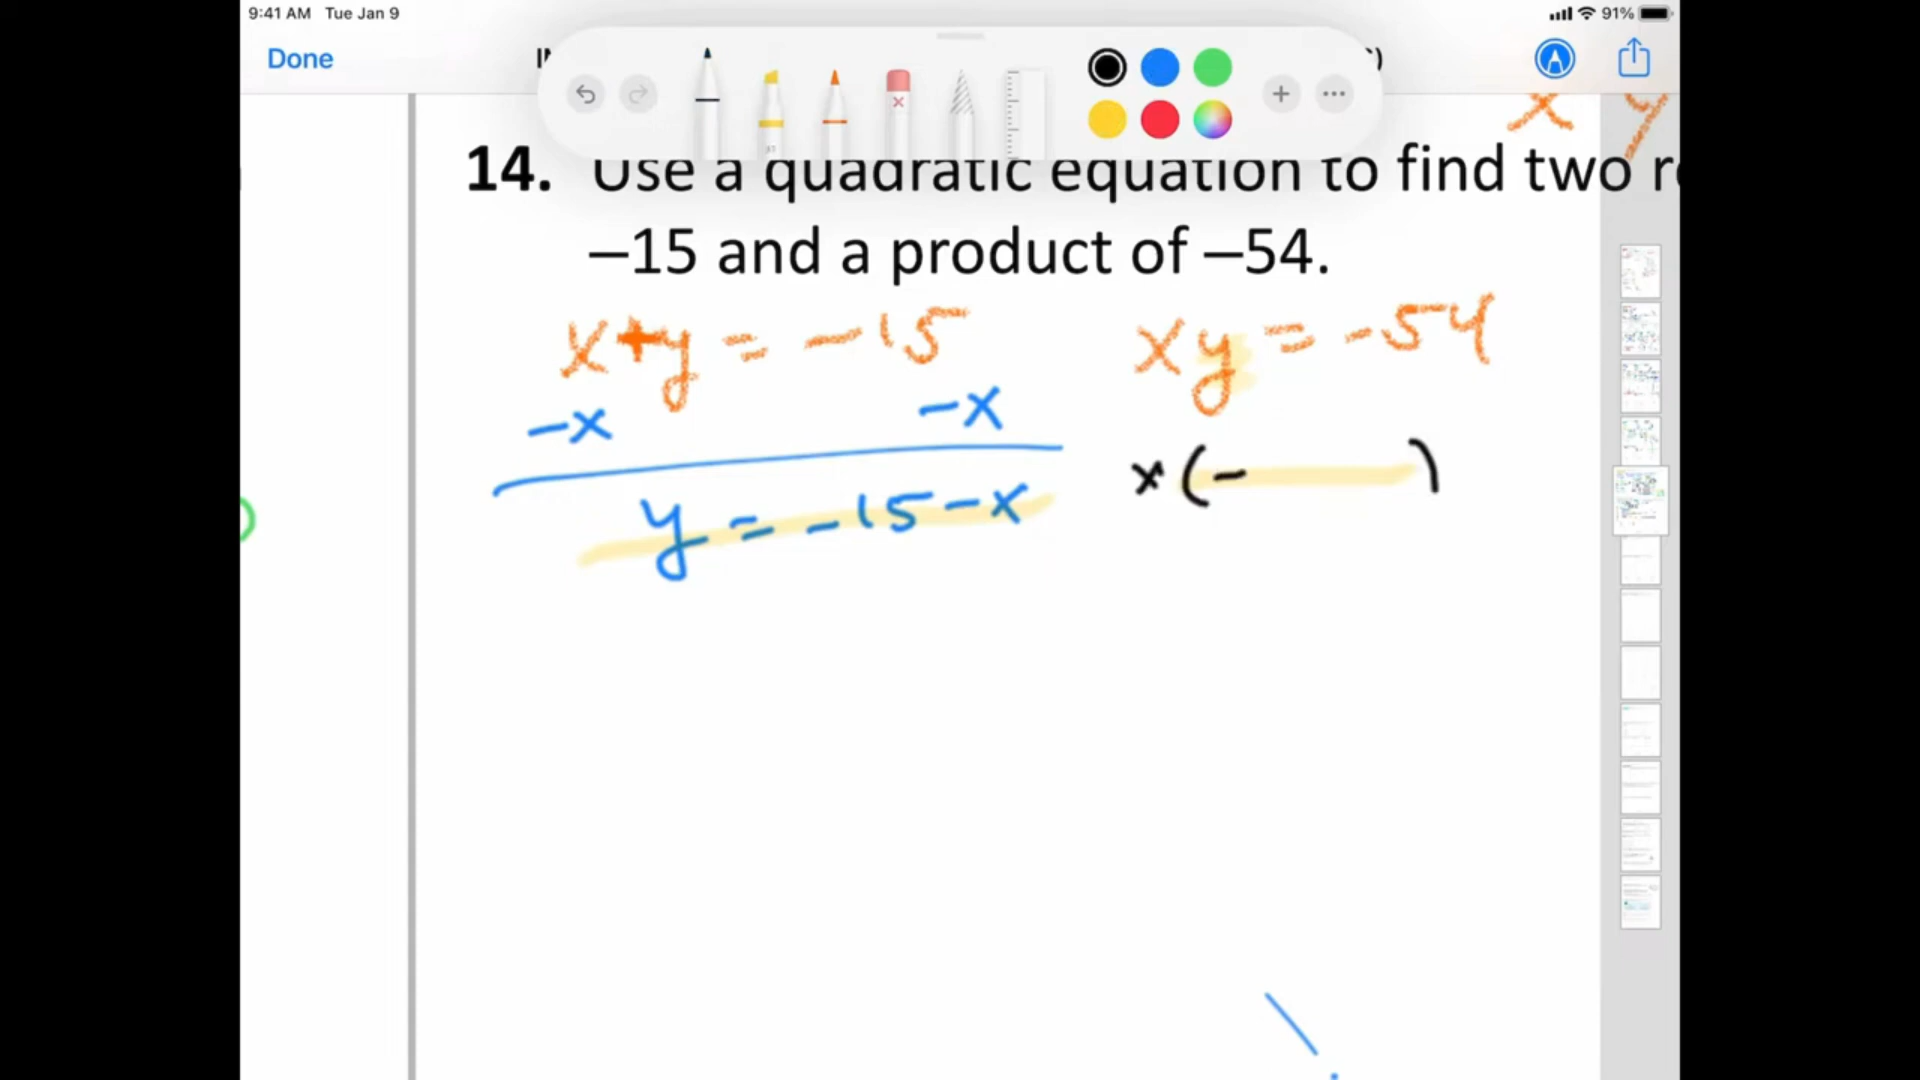 9:41 AM Tue Jan 9 91%
Done
14. Use a quadratic equation to find two
–15 and a product of –54.
x+y = -15 xy = -54
-x -x
y = -15-x x(- )